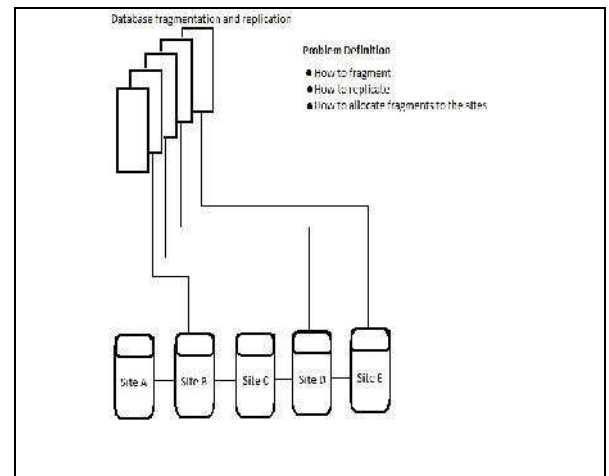 Database fragmentation and replication
Problem Definition
● How to fragment
● How to replicate
● How to allocate fragments to the sites
Site A
Site B
Site C
Site D
Site E